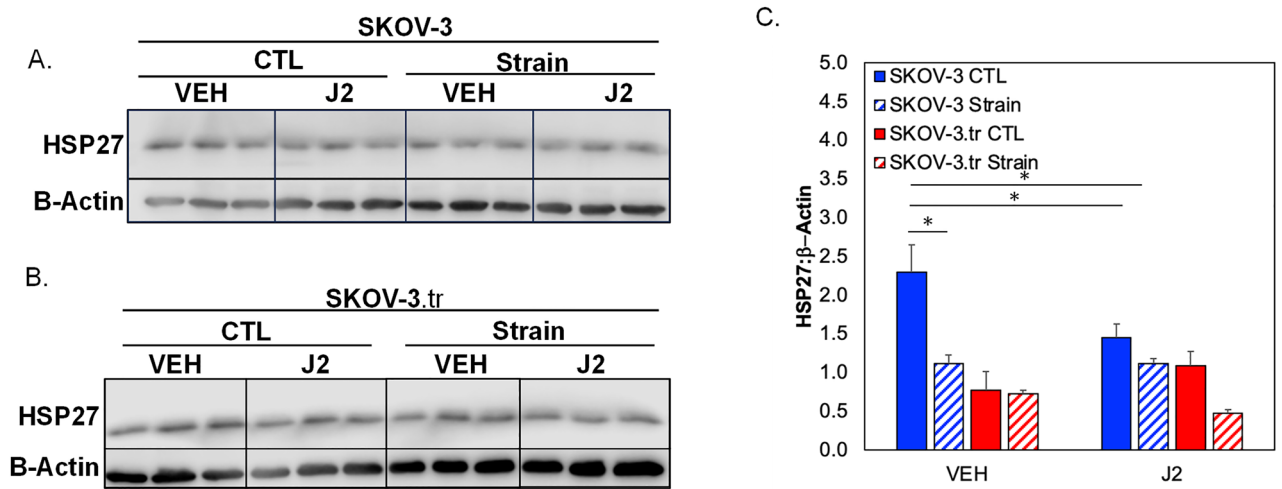 A.
SKOV-3
CTL Strain
VEH J2 VEH J2
HSP27
B-Actin
B.
SKOV-3.tr
CTL Strain
VEH J2 VEH J2
HSP27
B-Actin
C.
HSP27:β–Actin
5.0
4.5
4.0
3.5
3.0
2.5
2.0
1.5
1.0
0.5
0.0
SKOV-3 CTL
SKOV-3 Strain
SKOV-3.tr CTL
SKOV-3.tr Strain
*
*
*
VEH J2